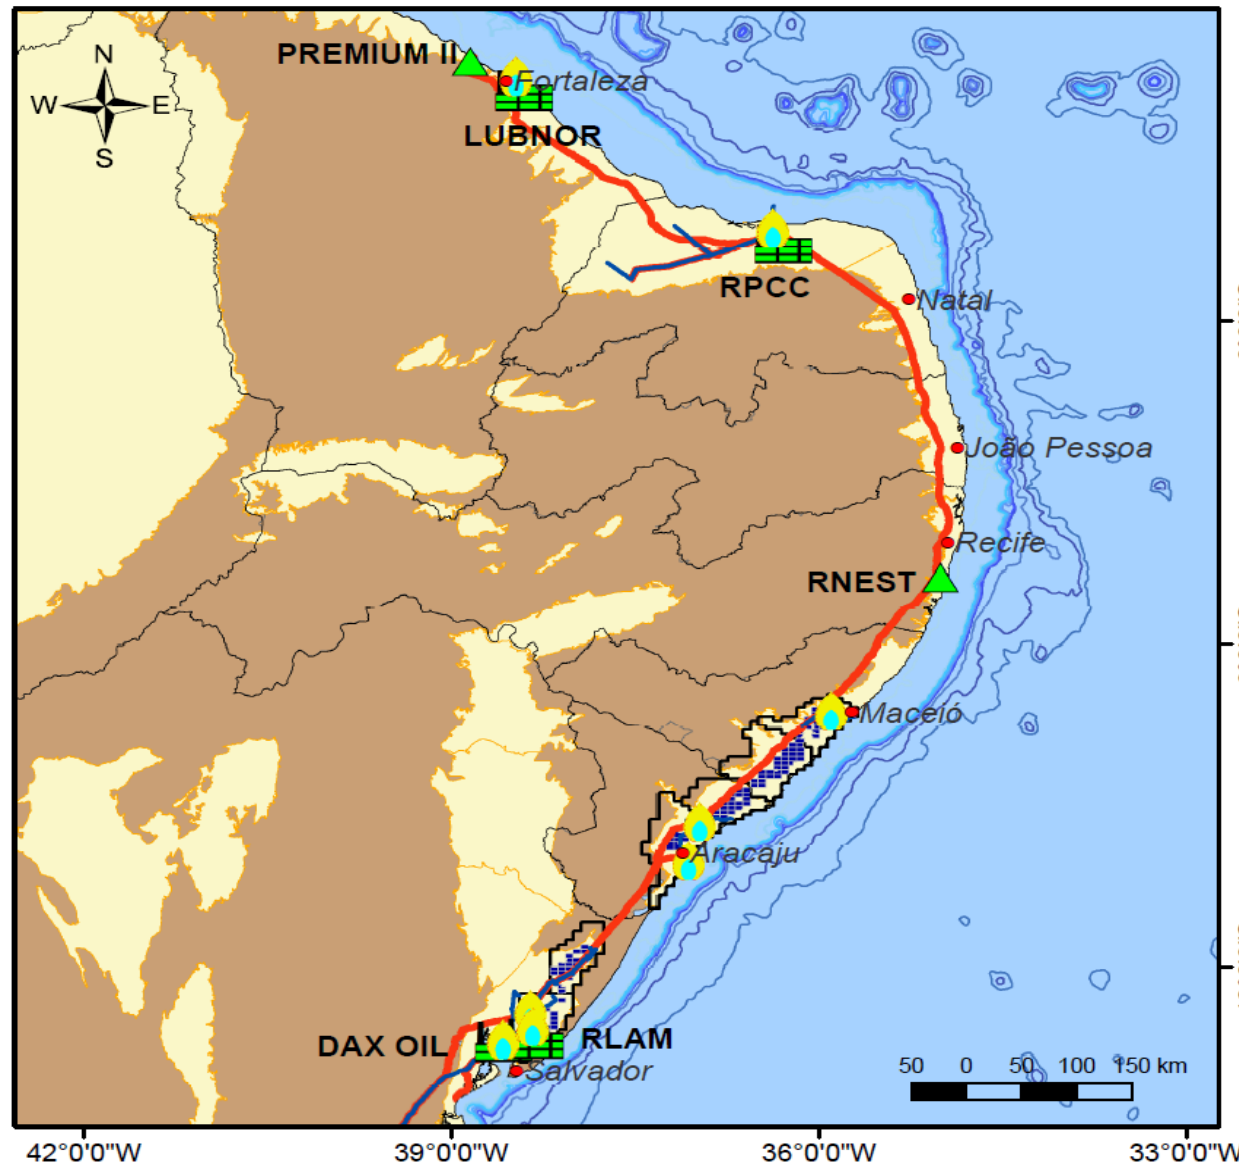 PREMIUM II
N
W E
S
Fortaleza
LUBNOR
RPCC
Natal
João Pessoa
Recife
RNEST
Maceió
Aracaju
DAX OIL
RLAM
Salvador
50 0 50 100 150 km
42°0'0"W 39°0'0"W 36°0'0"W 33°0'0"W